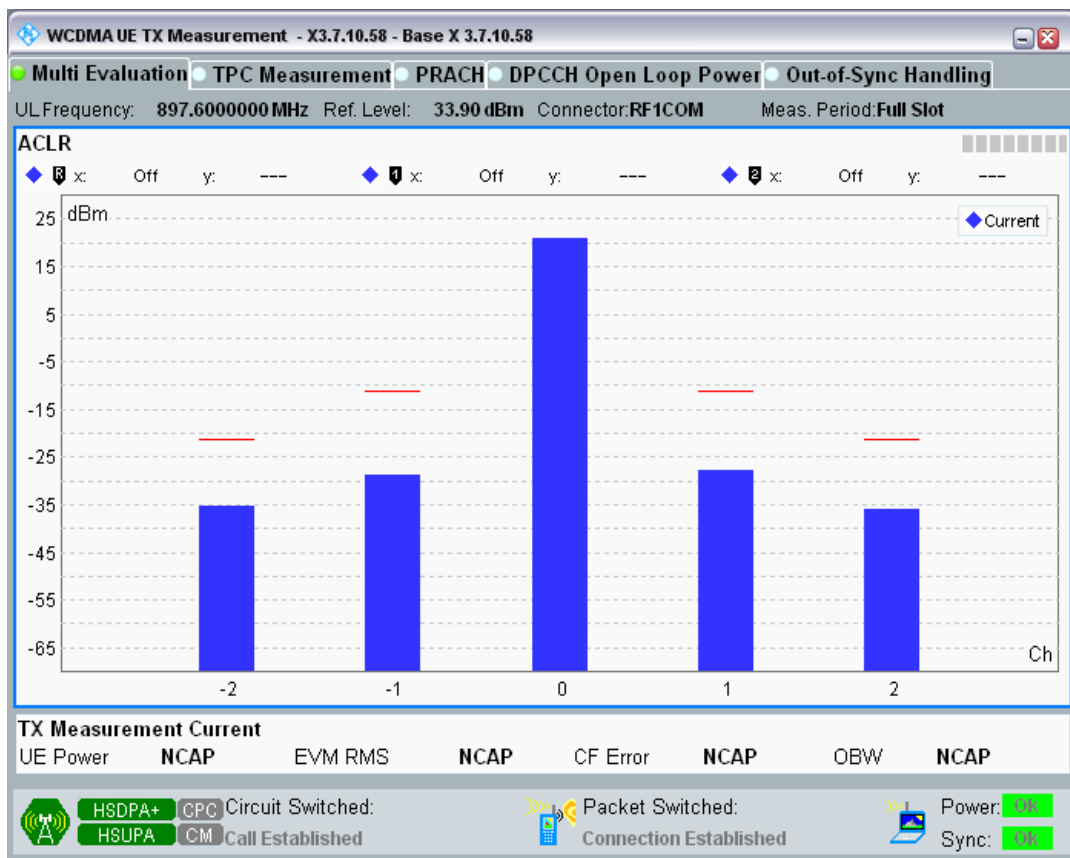 WCDMA UE TX Measurement - X3.7.10.58 - Base X 3.7.10.58
Multi Evaluation TPC Measurement PRACH DPCCH Open Loop Power Out-of-Sync Handling
UL Frequency: 897.6000000 MHz Ref. Level: 33.90 dBm Connector:RF1COM Meas. Period:Full Slot
ACLR
R x: Off y: --- 1 x: Off y: --- 2 x: Off y: ---
25 dBm
Current
15
5
-5
-15
-25
-35
-45
-55
-65
Ch
-2 -1 0 1 2
TX Measurement Current
UE Power NCAP EVM RMS NCAP CF Error NCAP OBW NCAP
HSDPA+ CPC Circuit Switched: Packet Switched: Power: Ok
HSUPA CM Call Established Connection Established Sync: Ok